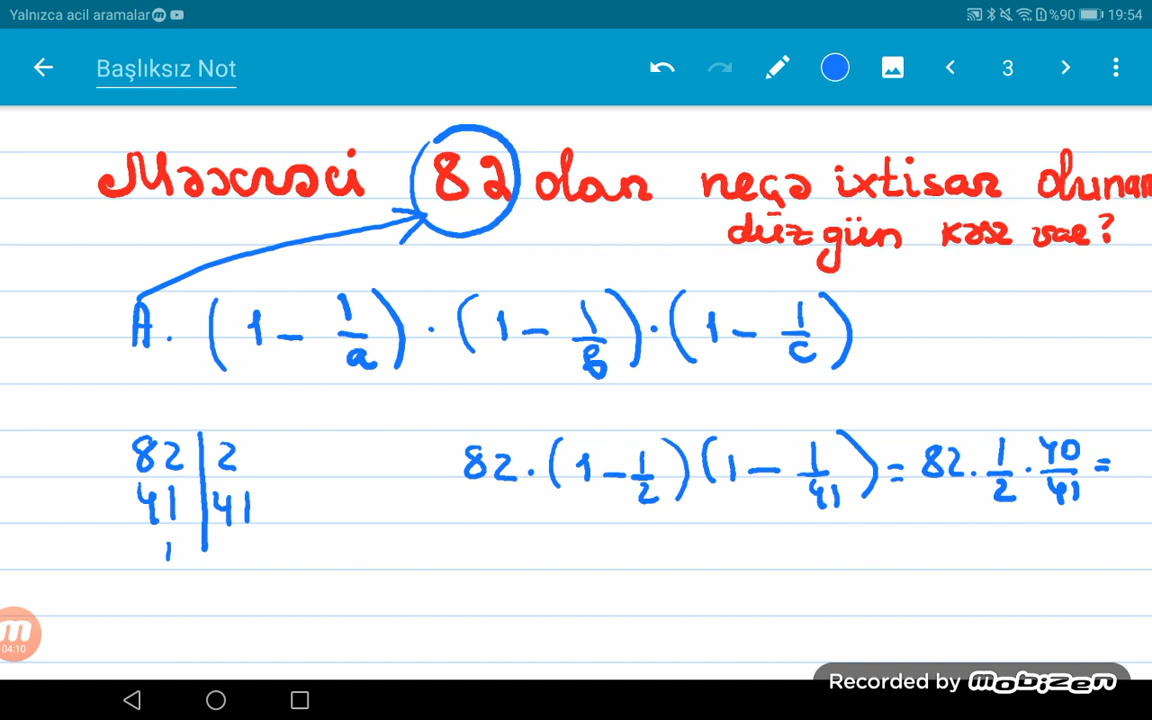 Yalnızca acil aramalar
%90 19:54
Başlıksız Not
3
Məxrəci 82 olan neçə ixtisar olunan
düzgün kəsr var?
A · (1 - 1/a) · (1 - 1/b) · (1 - 1/c)
82 | 2
41 | 41
1
82 · (1 - 1/2) (1 - 1/41) = 82 · 1/2 · 40/41 =
04:10
Recorded by mobizen